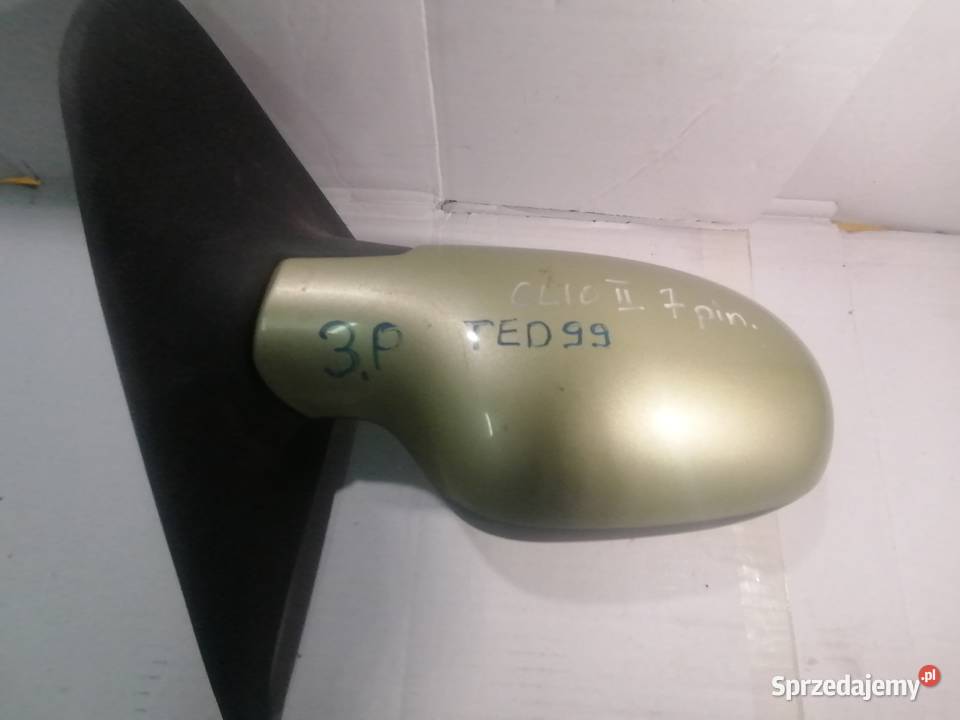 CLIO II 7 pin.
3.P TED99
Sprzedajemy.pl